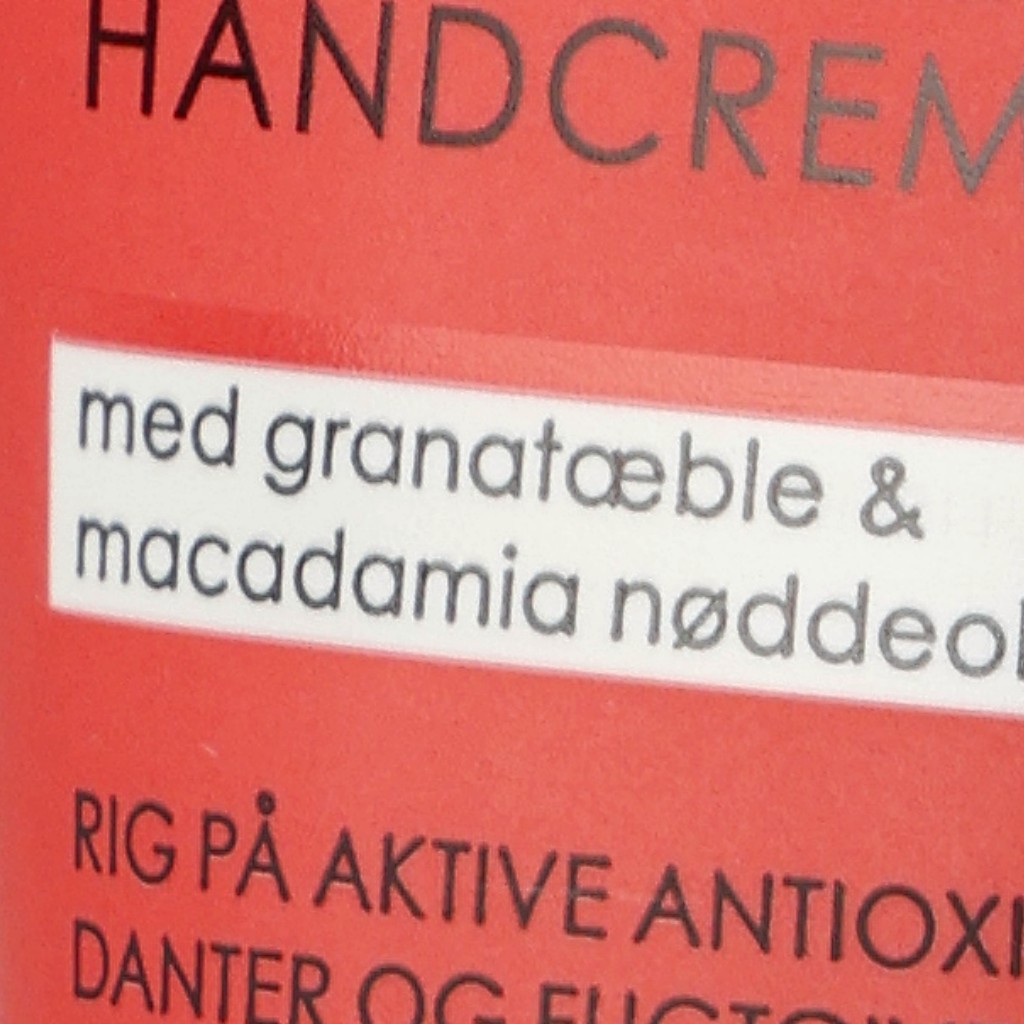 HANDCREM
med granatæble &
macadamia nøddeol
RIG PÅ AKTIVE ANTIOXI
DANTER OG